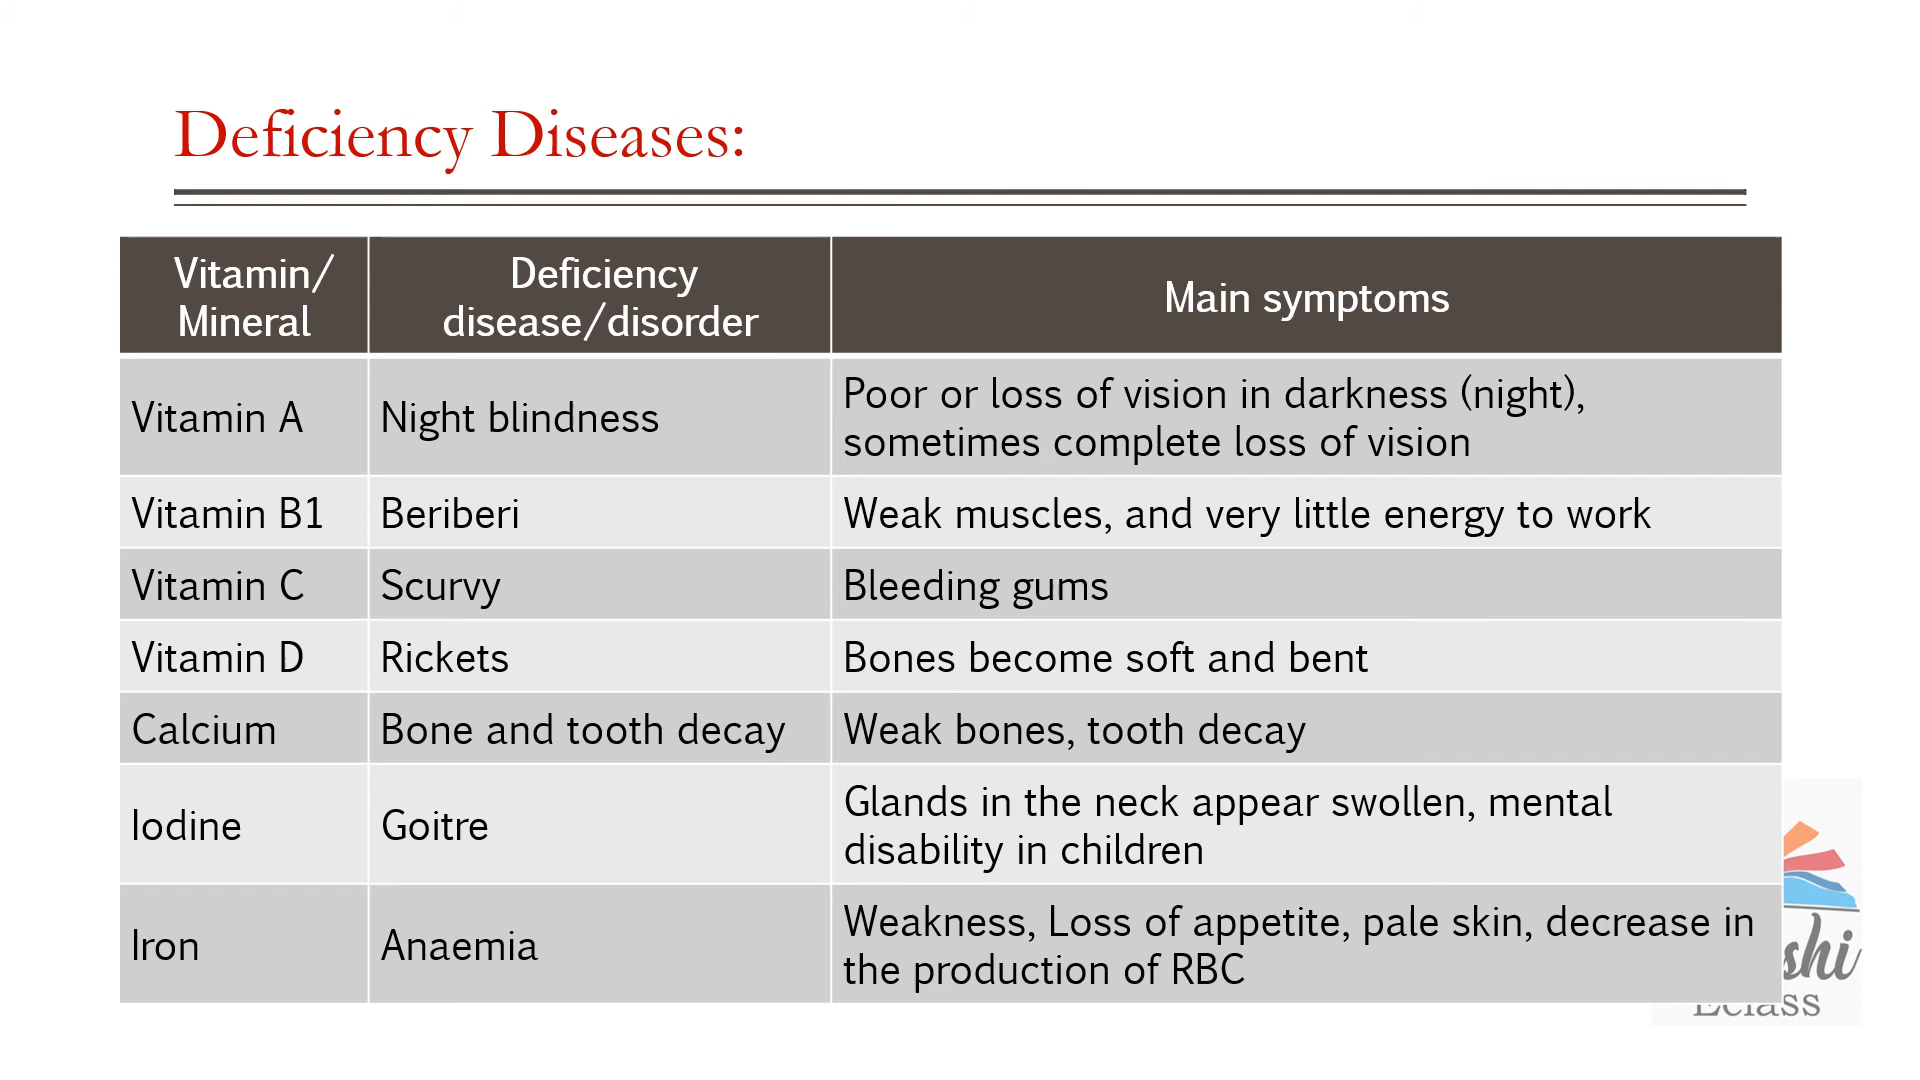 Deficiency Diseases:
Vitamin/
Mineral
Deficiency
disease/disorder
Main symptoms
Vitamin A
Night blindness
Poor or loss of vision in darkness (night),
sometimes complete loss of vision
Vitamin B1
Beriberi
Weak muscles, and very little energy to work
Vitamin C
Scurvy
Bleeding gums
Vitamin D
Rickets
Bones become soft and bent
Calcium
Bone and tooth decay
Weak bones, tooth decay
Iodine
Goitre
Glands in the neck appear swollen, mental
disability in children
Iron
Anaemia
Weakness, Loss of appetite, pale skin, decrease in
the production of RBC
Eclass